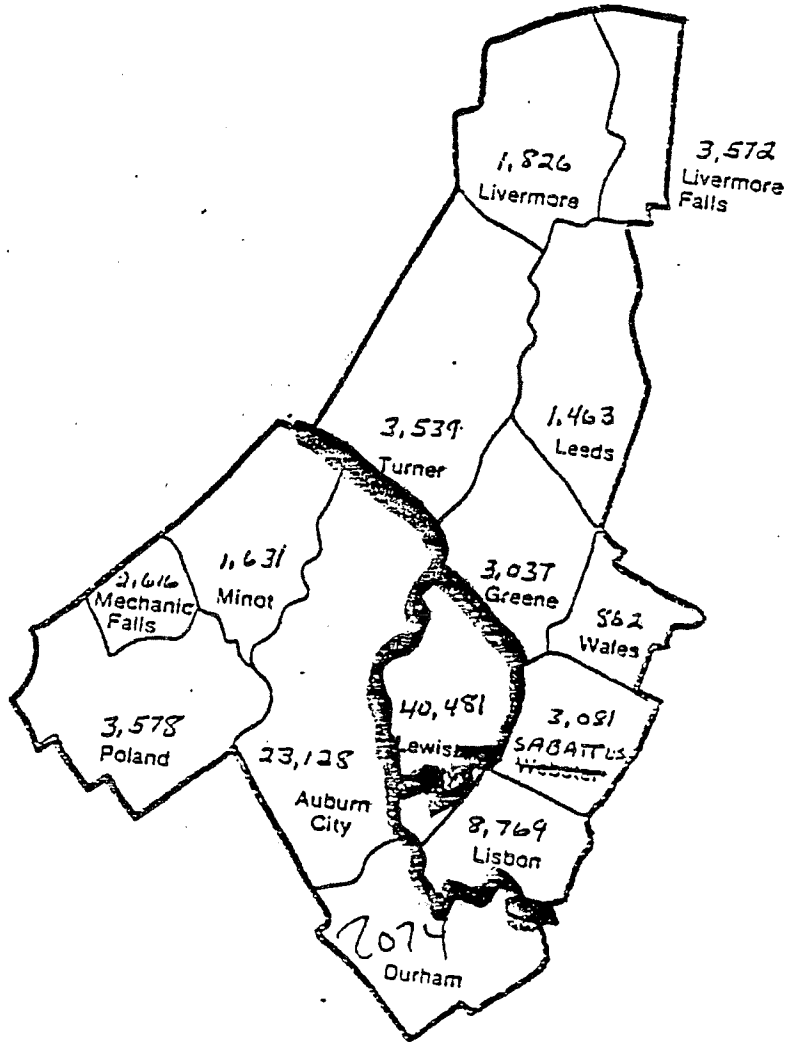 1,826
Livermore
3,572
Livermore
Falls
3,539
Turner
1,463
Leeds
1,631
Minot
2,616
Mechanic
Falls
3,037
Greene
Wales
3,578
Poland
23,128
Auburn
City
40,481
3,081
SABATTUS
Webster
8,769
Lisbon
2074
Durham